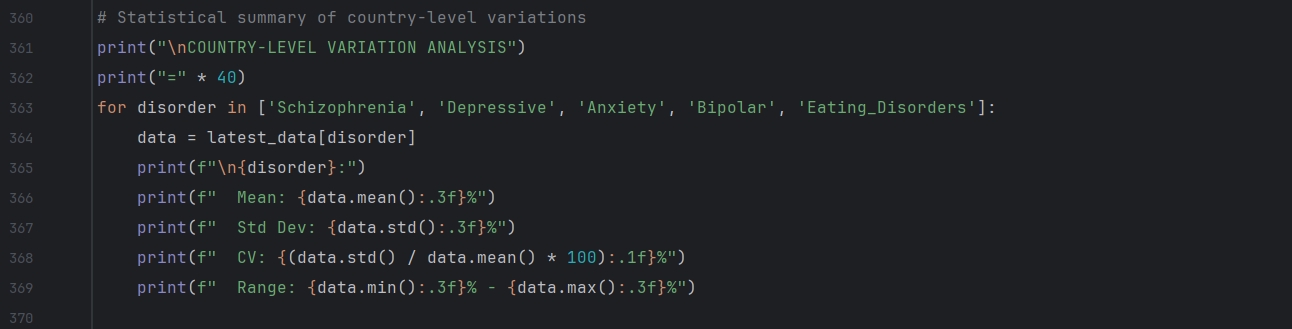 360 # Statistical summary of country-level variations
361 print("\nCOUNTRY-LEVEL VARIATION ANALYSIS")
362 print("=" * 40)
363 for disorder in ['Schizophrenia', 'Depressive', 'Anxiety', 'Bipolar', 'Eating_Disorders']:
364     data = latest_data[disorder]
365     print(f"\n{disorder}:")
366     print(f"  Mean: {data.mean():.3f}%")
367     print(f"  Std Dev: {data.std():.3f}%")
368     print(f"  CV: {(data.std() / data.mean() * 100):.1f}%")
369     print(f"  Range: {data.min():.3f}% - {data.max():.3f}%")
370